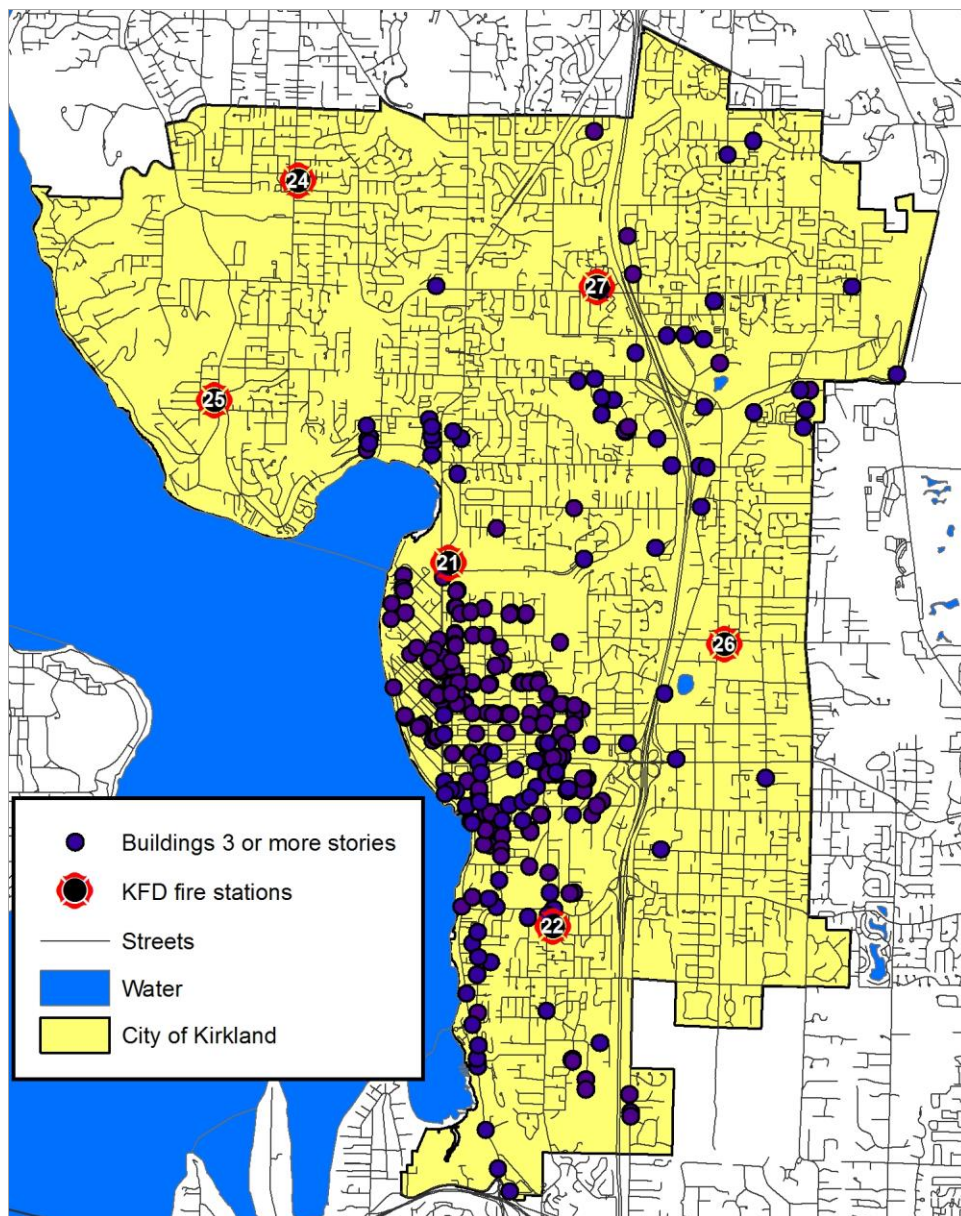 24
27
25
21
26
22
Buildings 3 or more stories
KFD fire stations
Streets
Water
City of Kirkland